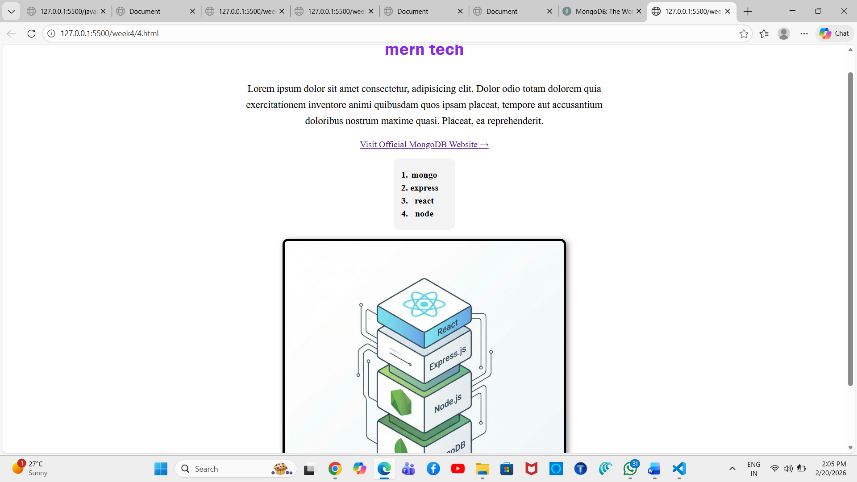 127.0.0.1:5500/java
Document
127.0.0.1:5500/wee
127.0.0.1:5500/wee
Document
Document
MongoDB: The Wo
127.0.0.1:5500/wee
127.0.0.1:5500/week4/4.html
Chat
mern tech
Lorem ipsum dolor sit amet consectetur, adipisicing elit. Dolor odio totam dolorem quia
exercitationem inventore animi quibusdam quos ipsam placeat, tempore aut accusantium
doloribus nostrum maxime quasi. Placeat, ea reprehenderit.
Visit Official MongoDB Website →
1. mongo
2. express
3. react
4. node
React
Express.js
Node.js
goDB
1
27°C
Sunny
Search
ENG
IN
2:05 PM
2/20/2026